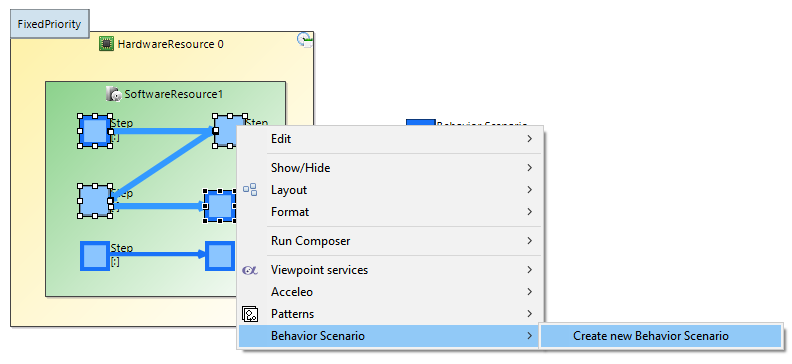 FixedPriority
HardwareResource 0
SoftwareResource1
Step
[;]
Step
Behavior Scenario
Step
Step
[;]
Edit
Show/Hide
Layout
Format
Run Composer
Viewpoint services
Acceleo
Patterns
Behavior Scenario
Create new Behavior Scenario